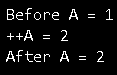 Before A = 1
++A = 2
After A = 2